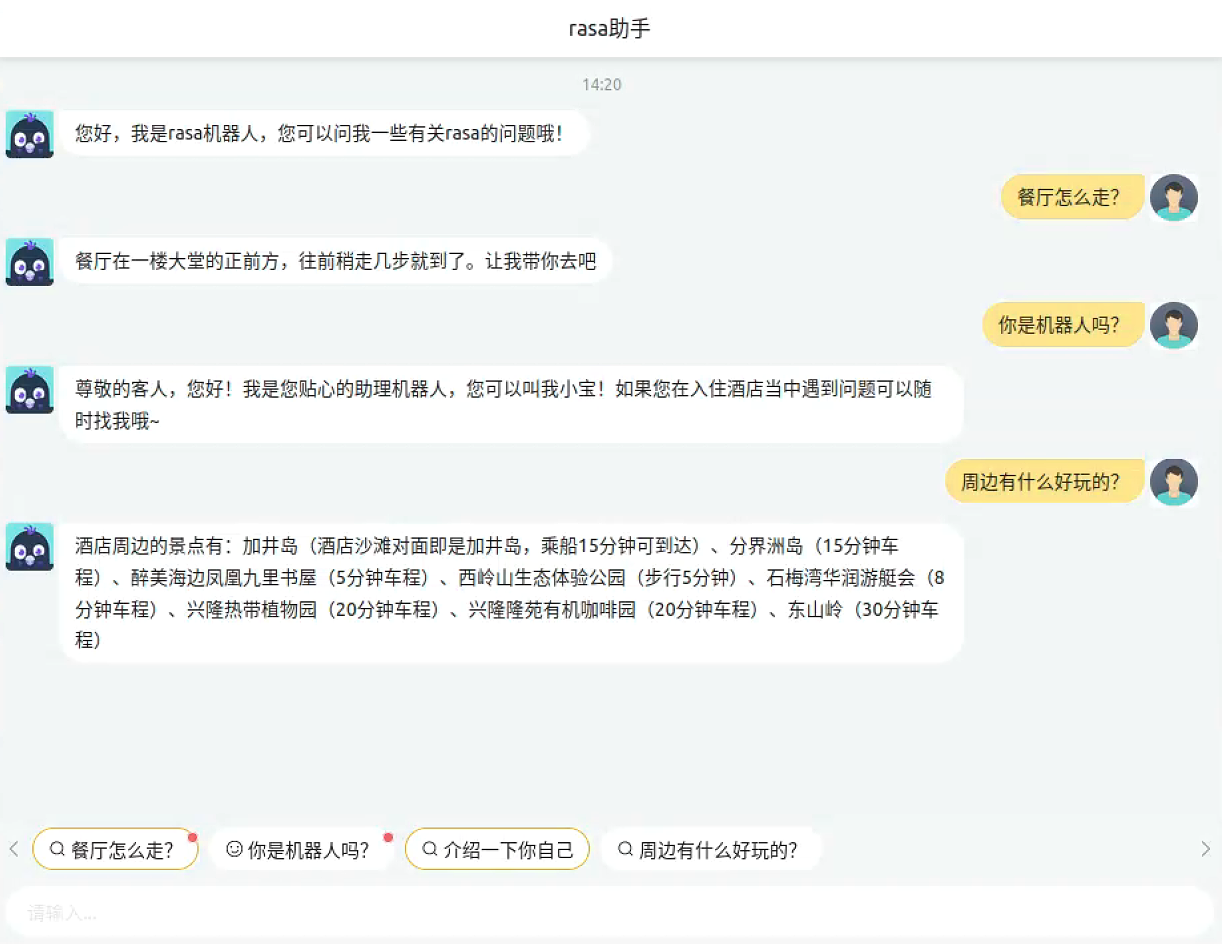 rasa助手
14:20
您好，我是rasa机器人，您可以问我一些有关rasa的问题哦！
餐厅怎么走？
餐厅在一楼大堂的正前方，往前稍走几步就到了。让我带你去吧
你是机器人吗？
尊敬的客人，您好！我是您贴心的助理机器人，您可以叫我小宝！如果您在入住酒店当中遇到问题可以随
时找我哦~
周边有什么好玩的？
酒店周边的景点有：加井岛（酒店沙滩对面即是加井岛，乘船15分钟可到达）、分界洲岛（15分钟车
程）、醉美海边凤凰九里书屋（5分钟车程）、西岭山生态体验公园（步行5分钟）、石梅湾华润游艇会（8
分钟车程）、兴隆热带植物园（20分钟车程）、兴隆隆苑有机咖啡园（20分钟车程）、东山岭（30分钟车
程）
餐厅怎么走？ 你是机器人吗？ 介绍一下你自己 周边有什么好玩的？
请输入...